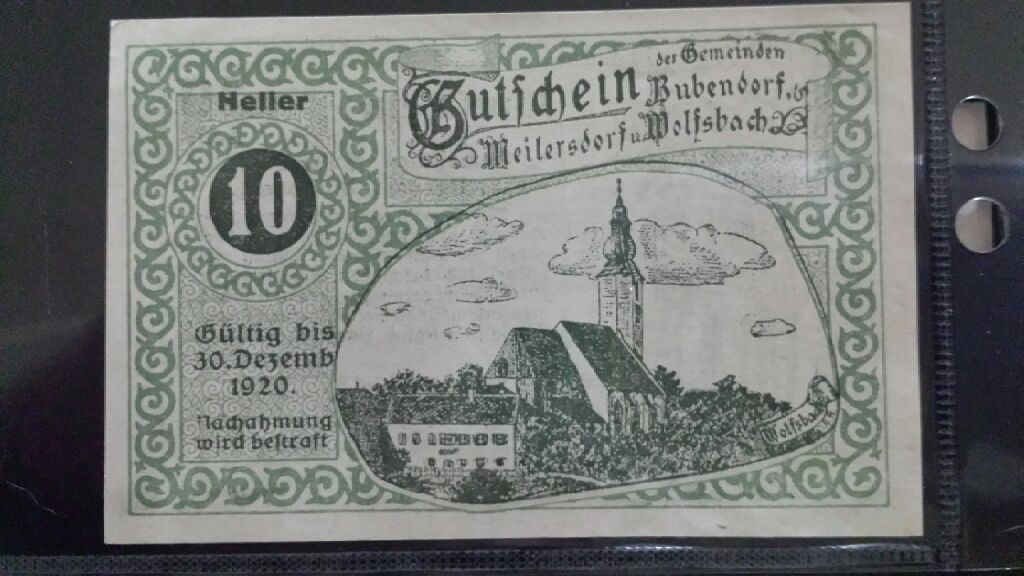 Heller
10
Gutschein der Gemeinden
Bubendorf,
Meilersdorf u. Wolfsbach
Gültig bis
30. Dezemb
1920.
Nachahmung
wird bestraft
Wolfsbach